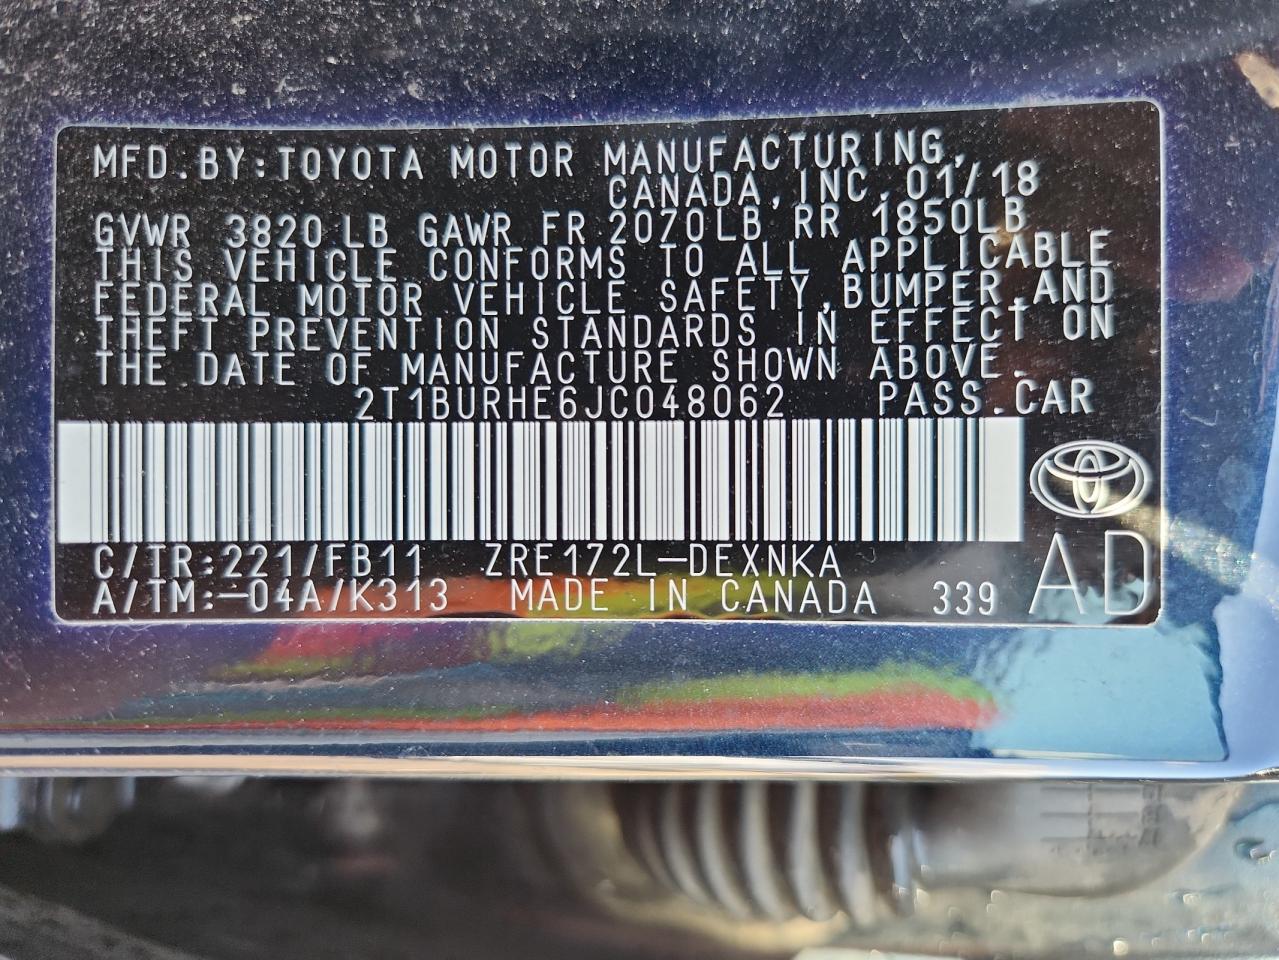 MFD.BY:TOYOTA MOTOR MANUFACTURING,
CANADA,INC.01/18
GVWR 3820LB GAWR FR 2070LB RR 1850LB
THIS VEHICLE CONFORMS TO ALL APPLICABLE
FEDERAL MOTOR VEHICLE SAFETY,BUMPER,AND
THEFT PREVENTION STANDARDS IN EFFECT ON
THE DATE OF MANUFACTURE SHOWN ABOVE.
2T1BURHE6JC048062 PASS.CAR
C/TR:221/FB11 ZRE172L-DEXNKA
A/TM:-04A/K313 MADE IN CANADA 339 AD